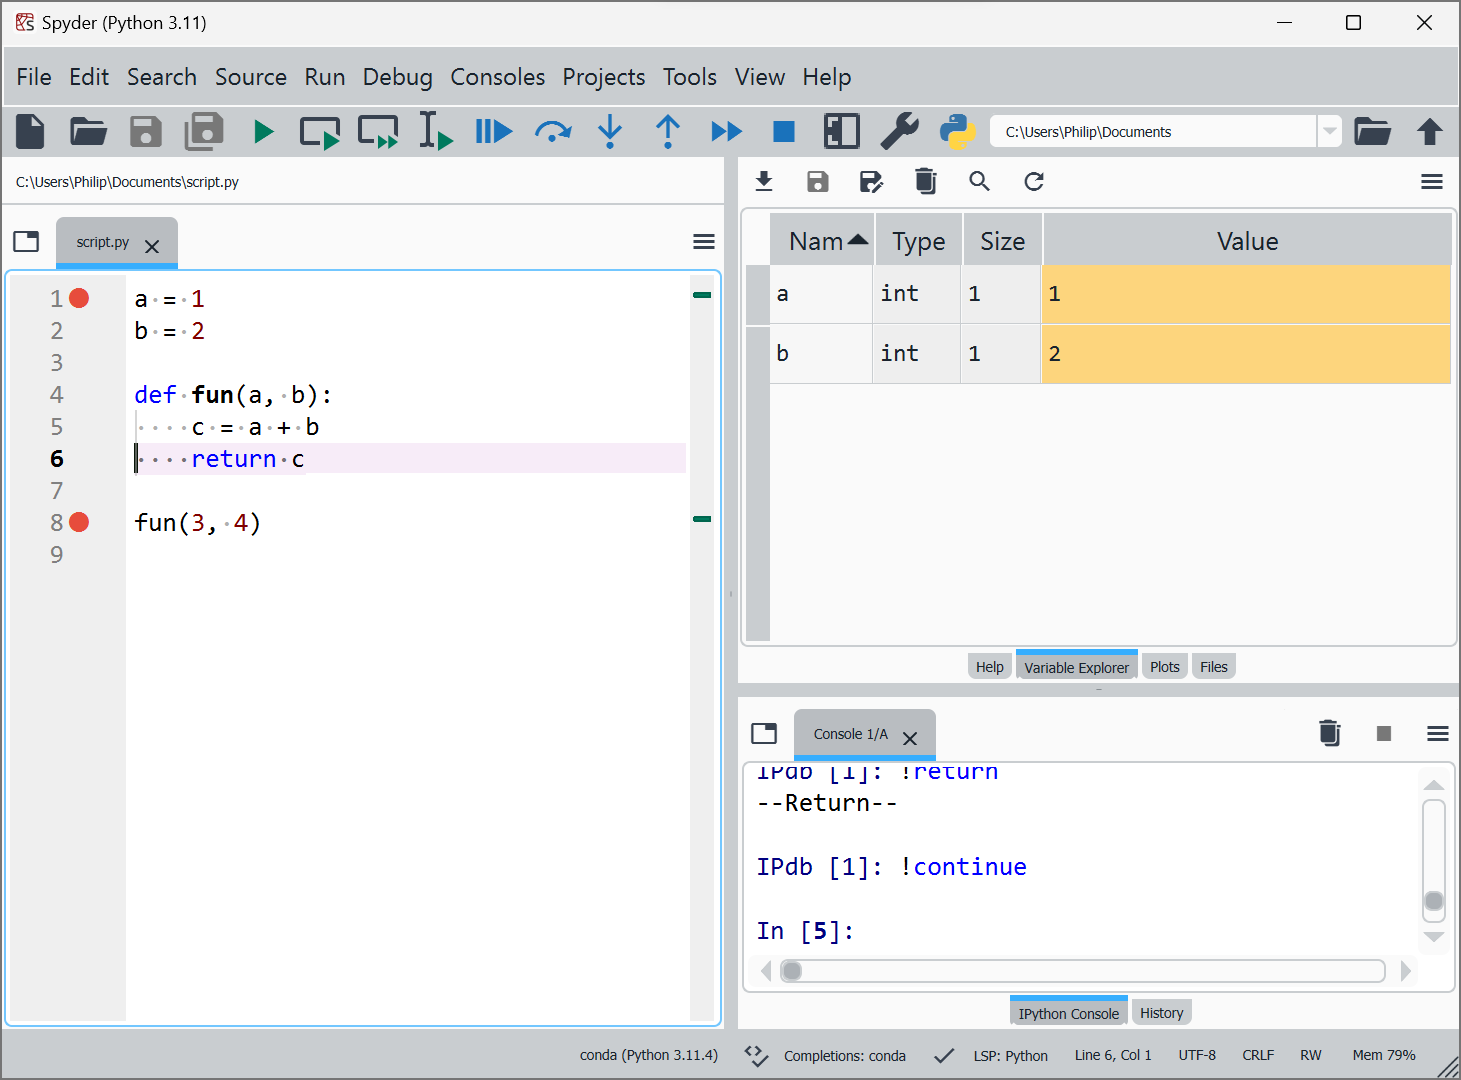 Spyder (Python 3.11)
File Edit Search Source Run Debug Consoles Projects Tools View Help
C:\Users\Philip\Documents
C:\Users\Philip\Documents\script.py
script.py
1 a = 1
2 b = 2
3
4 def fun(a, b):
5 c = a + b
6 return c
7
8 fun(3, 4)
9
Nam Type Size Value
a int 1 1
b int 1 2
Help Variable Explorer Plots Files
Console 1/A
IPdb [1]: !return
--Return--
IPdb [1]: !continue
In [5]:
IPython Console History
conda (Python 3.11.4) Completions: conda LSP: Python Line 6, Col 1 UTF-8 CRLF RW Mem 79%